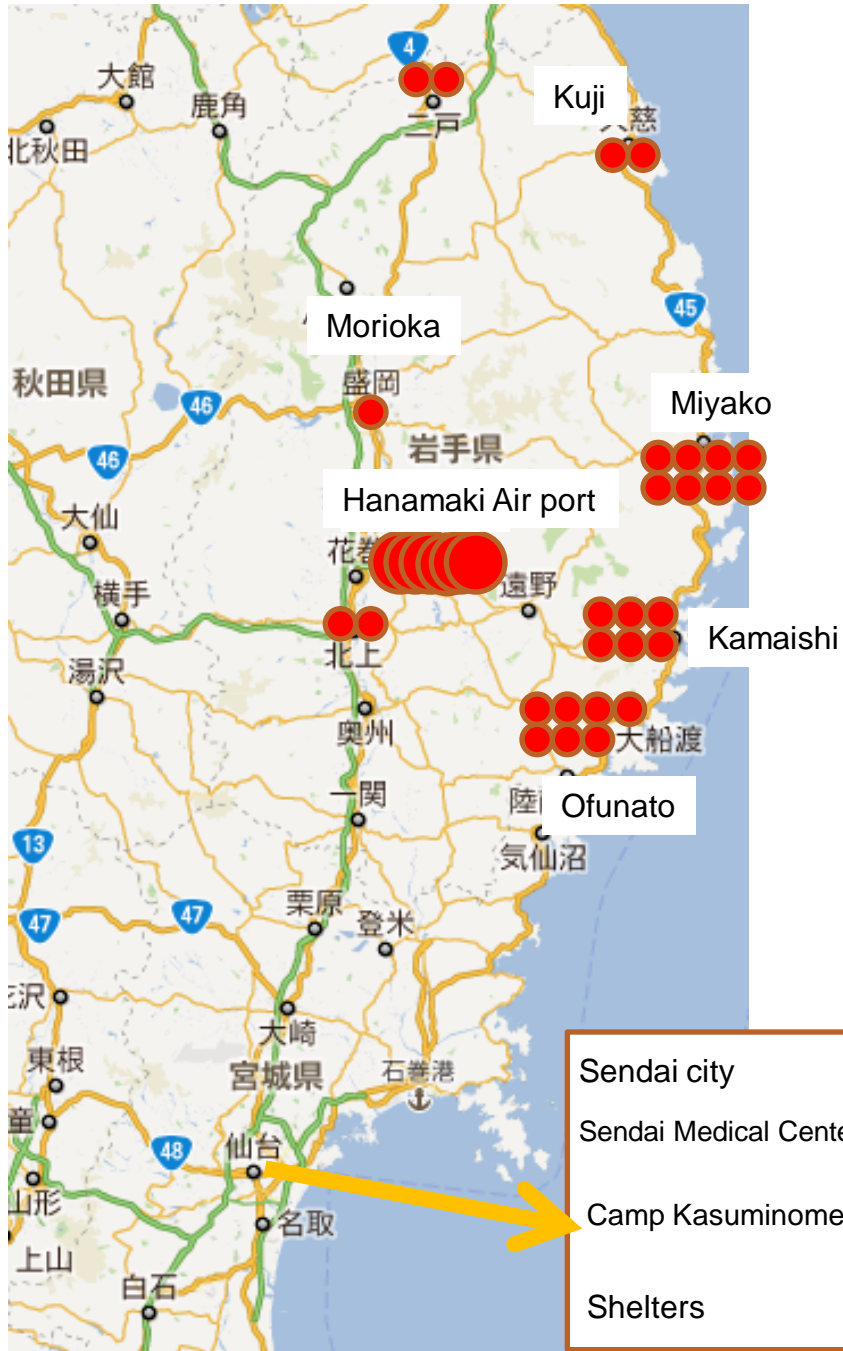 4
大館
鹿角
二戸
Kuji
北秋田
45
Morioka
盛岡
秋田県
46
Miyako
岩手県
46
Hanamaki Air port
大仙
花巻
遠野
横手
Kamaishi
北上
湯沢
奥州
大船渡
Ofunato
一関
13
気仙沼
栗原
47
47
登米
大崎
東根
宮城県
石巻港
Sendai city
Sendai Medical Cente
48
仙台
山形
名取
Camp Kasuminome
上山
白石
Shelters